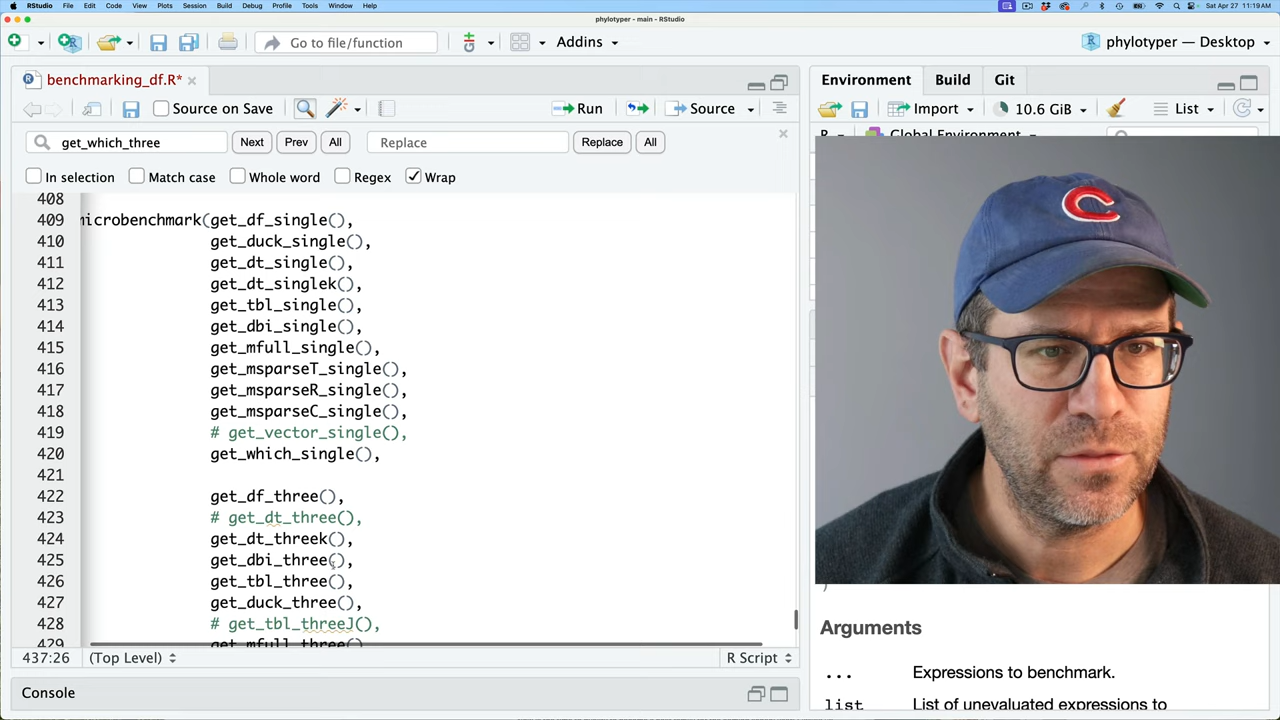 RStudio File Edit Code View Plots Session Build Debug Profile Tools Window Help Sat Apr 27 11:19 AM
phylotyper - main - RStudio
Go to file/function Addins phylotyper — Desktop
benchmarking_df.R* Environment Build Git
Source on Save Run Source Import 10.6 GiB List
R Global Environment
get_which_three Next Prev All Replace Replace All
In selection Match case Whole word Regex Wrap
408
409 microbenchmark(get_df_single(),
410 get_duck_single(),
411 get_dt_single(),
412 get_dt_singlek(),
413 get_tbl_single(),
414 get_dbi_single(),
415 get_mfull_single(),
416 get_msparseT_single(),
417 get_msparseR_single(),
418 get_msparseC_single(),
419 # get_vector_single(),
420 get_which_single(),
421
422 get_df_three(),
423 # get_dt_three(),
424 get_dt_threek(),
425 get_dbi_three(),
426 get_tbl_three(),
427 get_duck_three(),
428 # get_tbl_threeJ(),
429 get_mfull_three()
437:26 (Top Level) R Script
Console
)
Arguments
... Expressions to benchmark.
list List of unevaluated expressions to
C